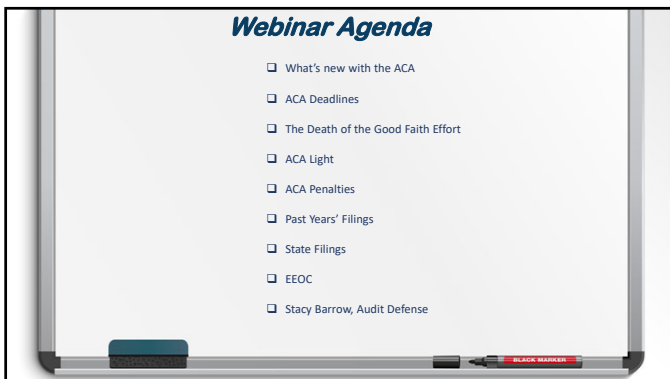 Webinar Agenda
❑ What's new with the ACA
❑ ACA Deadlines
❑ The Death of the Good Faith Effort
❑ ACA Light
❑ ACA Penalties
❑ Past Years' Filings
❑ State Filings
❑ EEOC
❑ Stacy Barrow, Audit Defense
BLACK MARKER